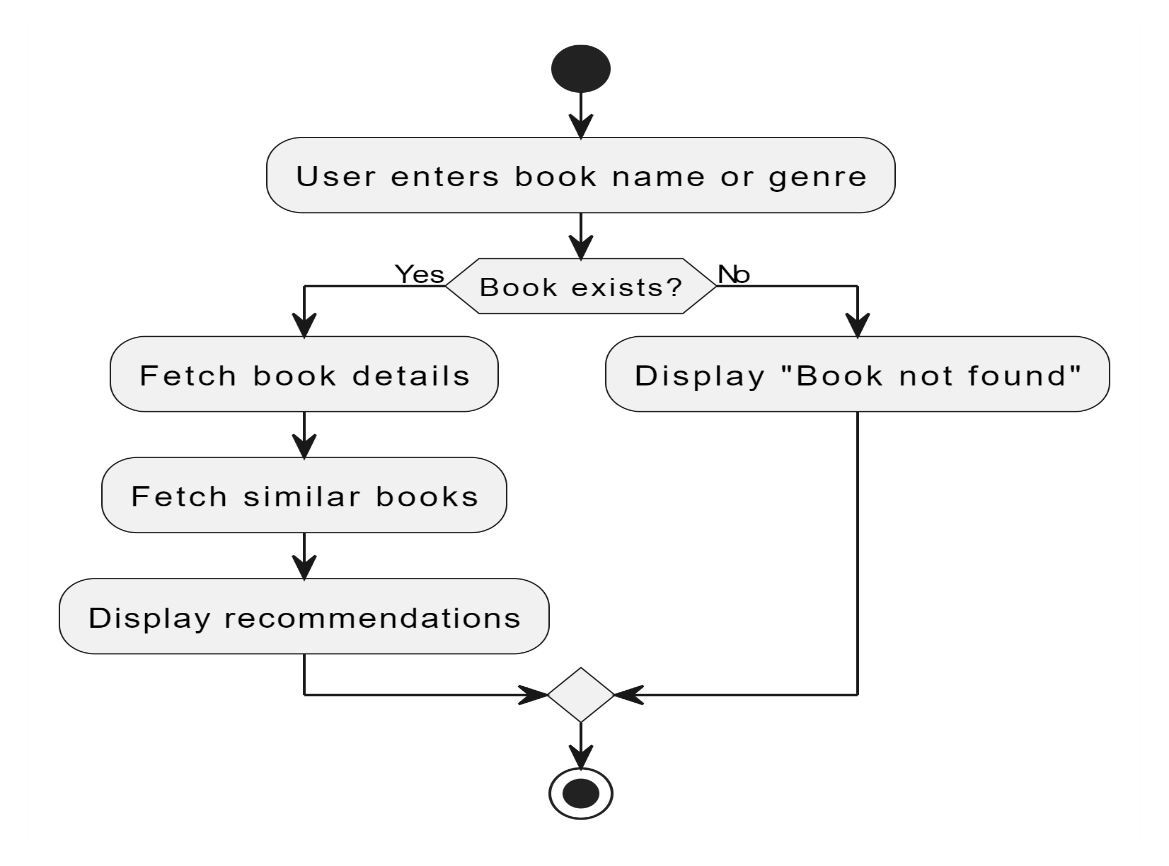 User enters book name or genre
Yes
Book exists?
No
Fetch book details
Display "Book not found"
Fetch similar books
Display recommendations